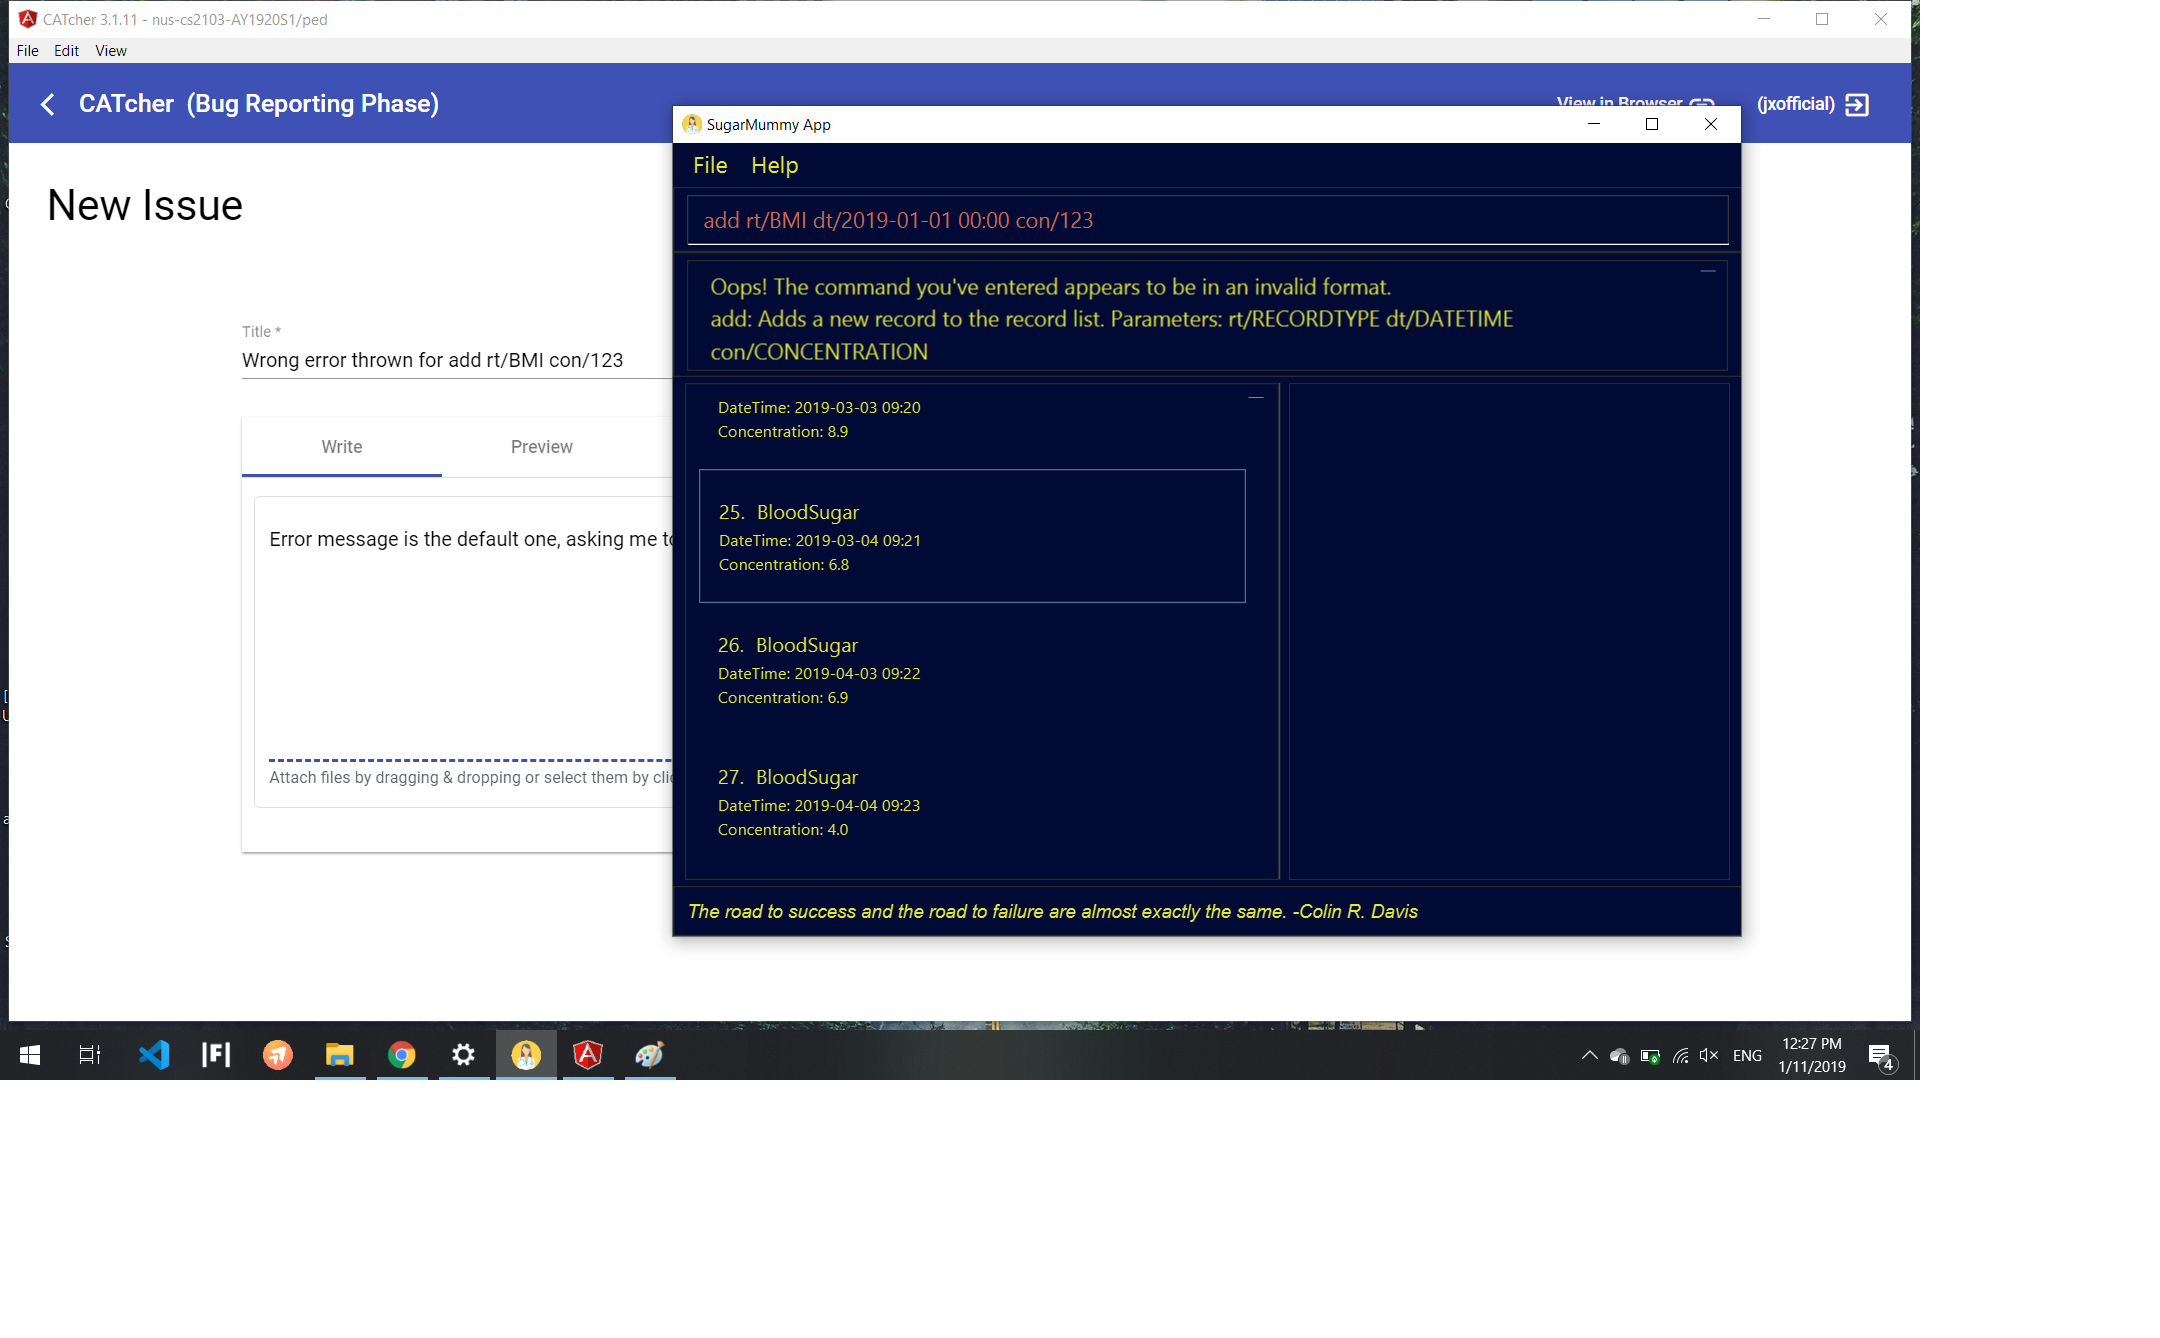 CATcher 3.1.11 - nus-cs2103-AY1920S1/ped
File Edit View
CATcher (Bug Reporting Phase)
View in Browser
(jxofficial)
New Issue
Title *
Wrong error thrown for add rt/BMI con/123
Write Preview
Error message is the default one, asking me
Attach files by dragging & dropping or select them by
SugarMummy App
File Help
add rt/BMI dt/2019-01-01 00:00 con/123
Oops! The command you've entered appears to be in an invalid format.
add: Adds a new record to the record list. Parameters: rt/RECORDTYPE dt/DATETIME
con/CONCENTRATION
DateTime: 2019-03-03 09:20
Concentration: 8.9
25. BloodSugar
DateTime: 2019-03-04 09:21
Concentration: 6.8
26. BloodSugar
DateTime: 2019-04-03 09:22
Concentration: 6.9
27. BloodSugar
DateTime: 2019-04-04 09:23
Concentration: 4.0
The road to success and the road to failure are almost exactly the same. -Colin R. Davis
|F|
ENG
12:27 PM
1/11/2019
4